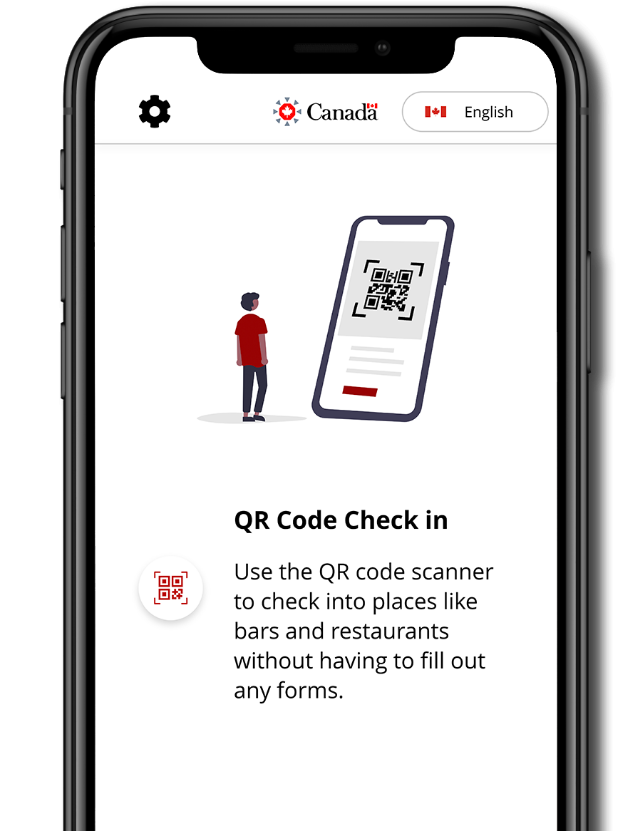 Canada
English
QR Code Check in
Use the QR code scanner
to check into places like
bars and restaurants
without having to fill out
any forms.